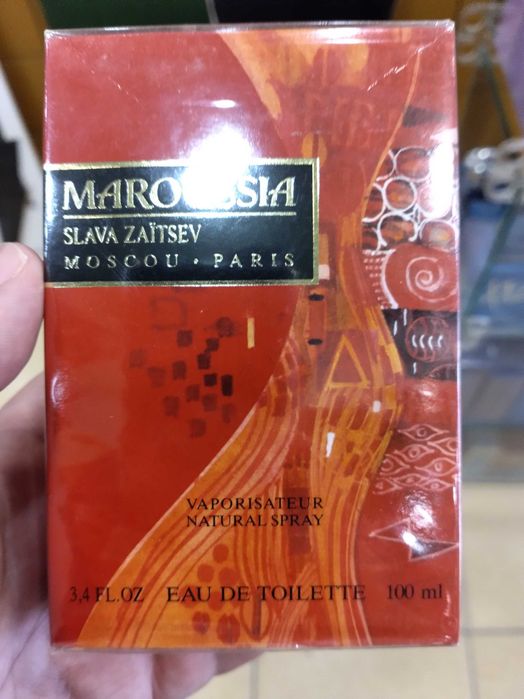 MAROUSSIA
SLAVA ZAÏTSEV
MOSCOU · PARIS
VAPORISATEUR
NATURAL SPRAY
3,4 FL.OZ EAU DE TOILETTE 100 ml